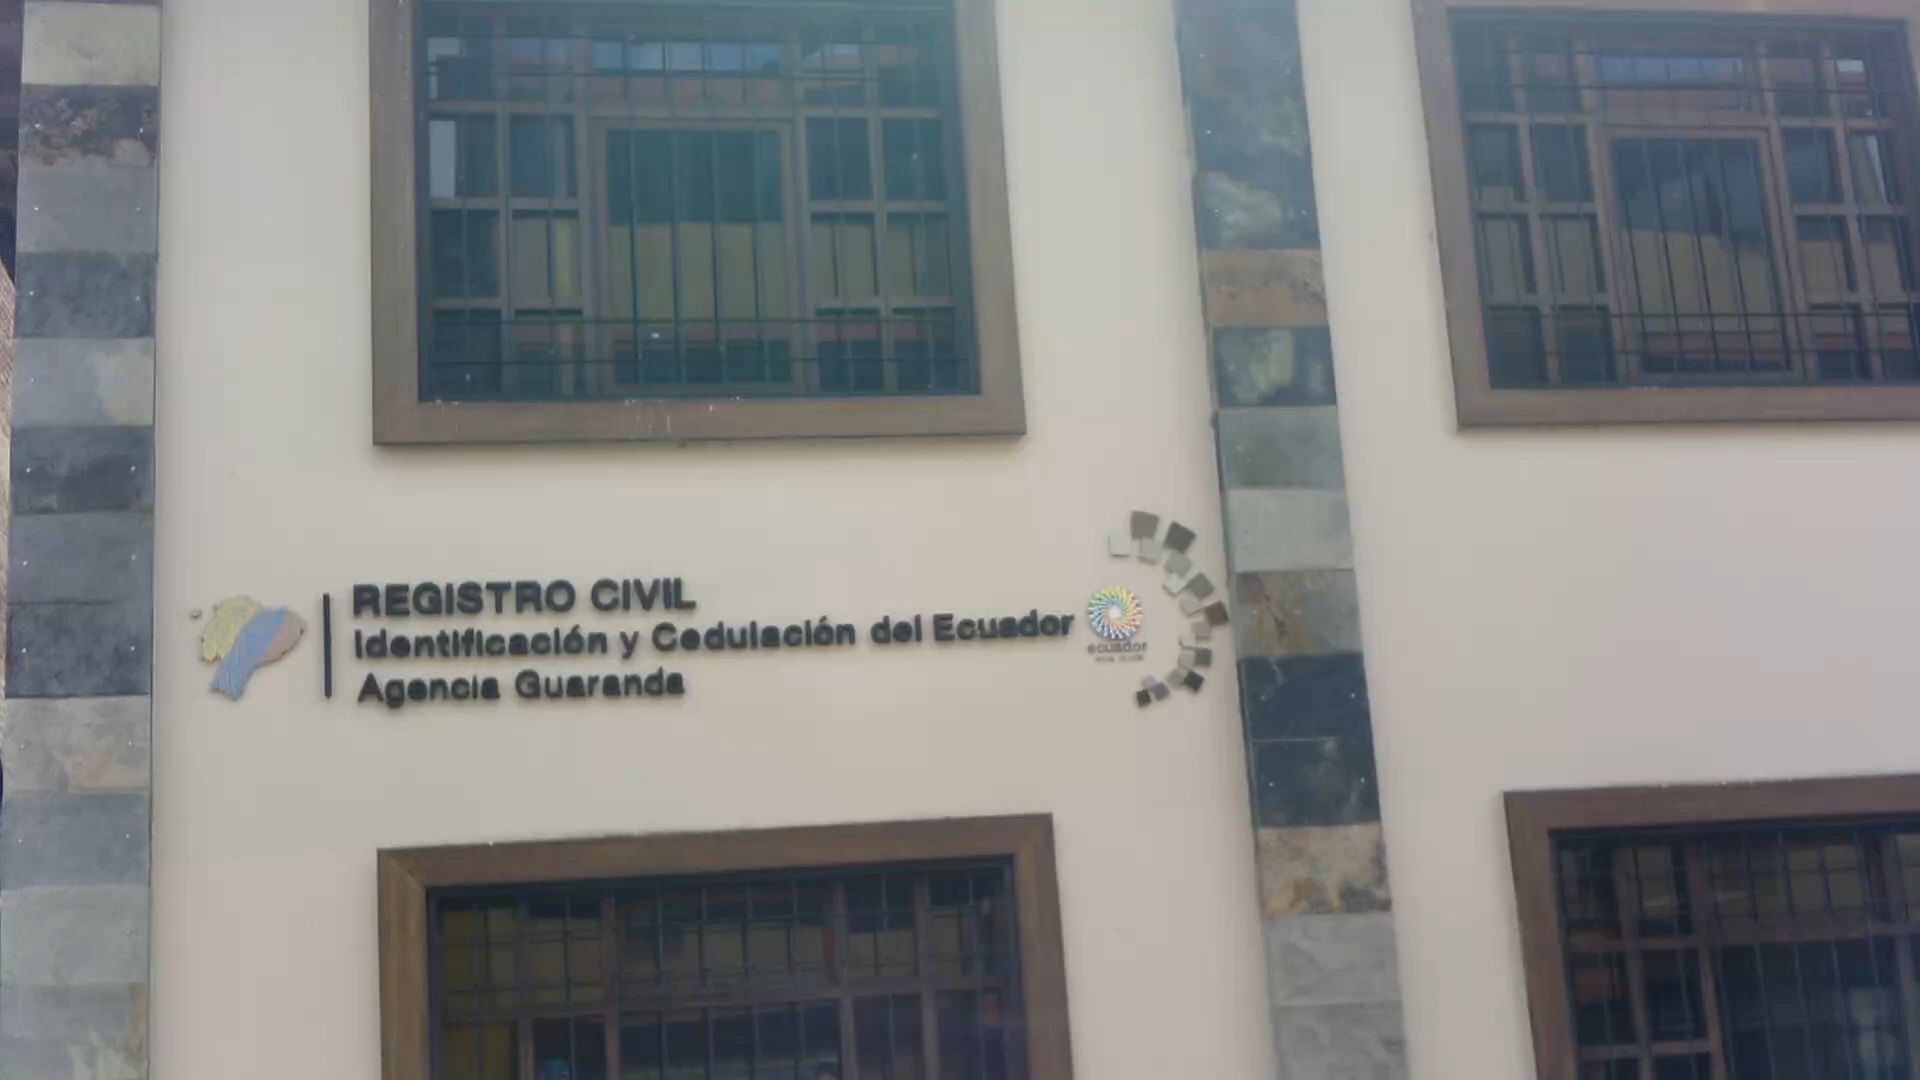 REGISTRO CIVIL
Identificación y Cedulación del Ecuador
Agencia Guaranda
ecuador